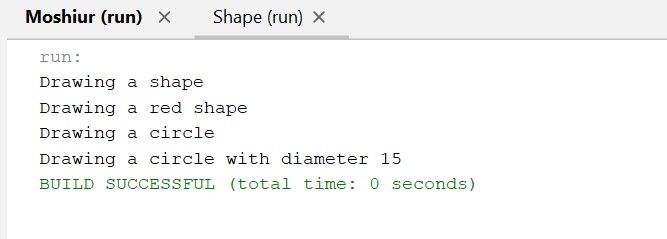 Moshiur (run) × Shape (run) ×
run:
Drawing a shape
Drawing a red shape
Drawing a circle
Drawing a circle with diameter 15
BUILD SUCCESSFUL (total time: 0 seconds)